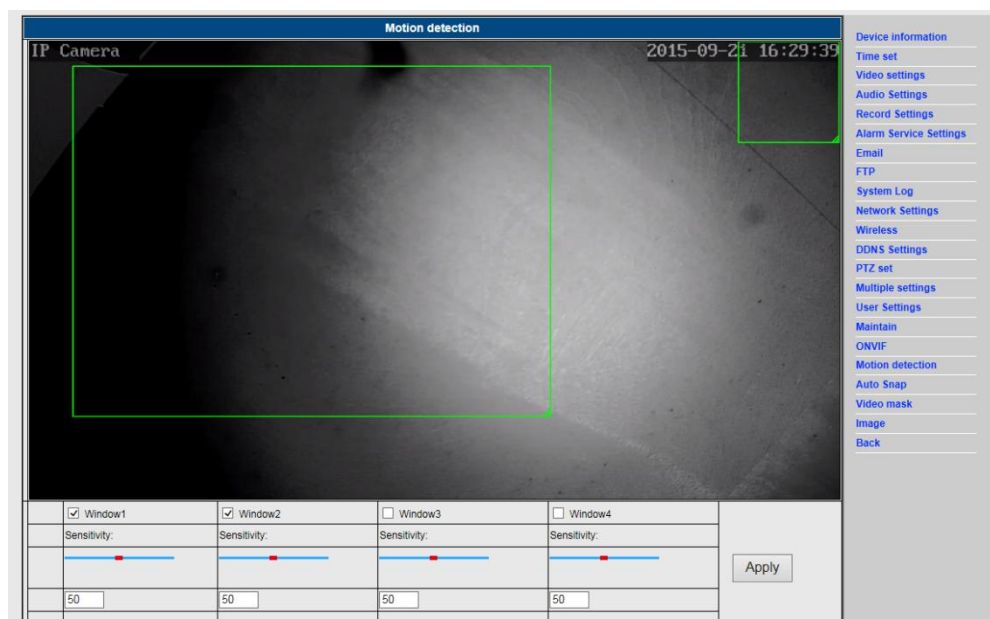 Motion detection
IP Camera
2015-09-21 16:29:39
Window1
Window2
Window3
Window4
Sensitivity:
Sensitivity:
Sensitivity:
Sensitivity:
50
50
50
50
Apply
Device information
Time set
Video settings
Audio Settings
Record Settings
Alarm Service Settings
Email
FTP
System Log
Network Settings
Wireless
DDNS Settings
PTZ set
Multiple settings
User Settings
Maintain
ONVIF
Motion detection
Auto Snap
Video mask
Image
Back